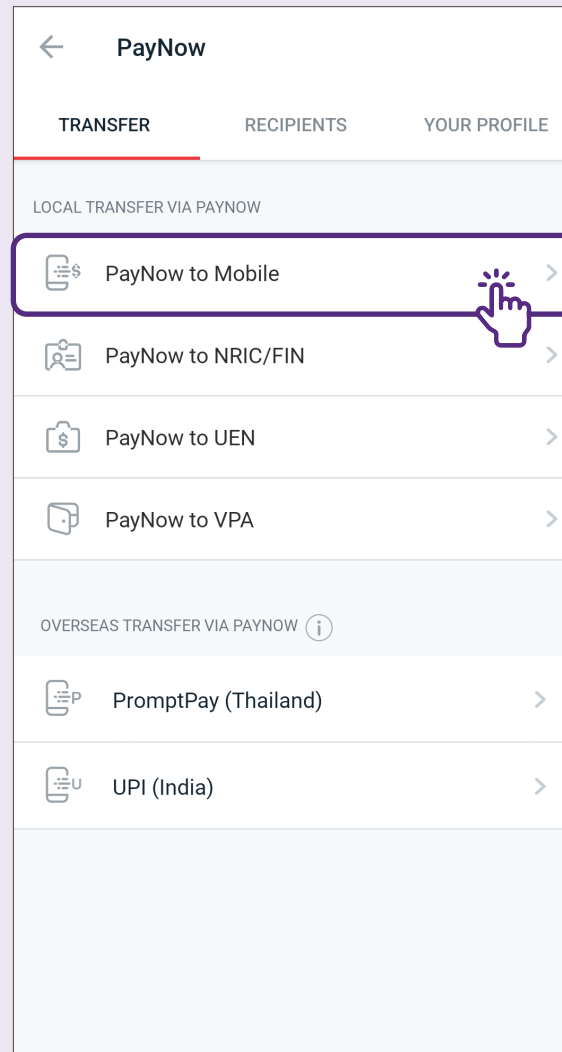 PayNow
TRANSFER RECIPIENTS YOUR PROFILE
LOCAL TRANSFER VIA PAYNOW
PayNow to Mobile
PayNow to NRIC/FIN
PayNow to UEN
PayNow to VPA
OVERSEAS TRANSFER VIA PAYNOW
PromptPay (Thailand)
UPI (India)